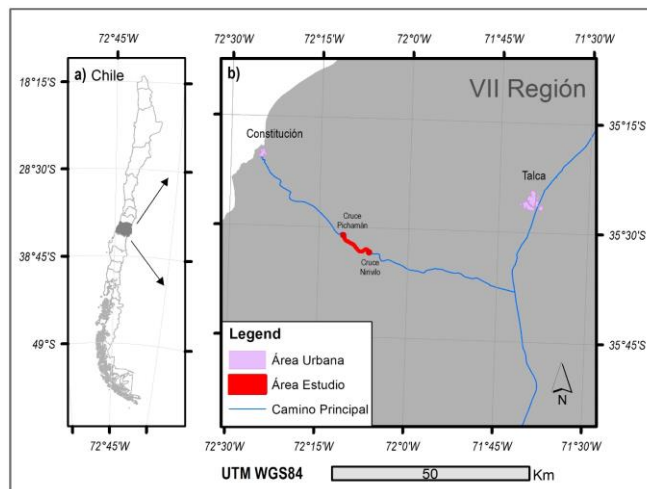 72°45'W
72°30'W
72°15'W
72°0'W
71°45'W
71°30'W
a) Chile
18°15'S
28°30'S
38°45'S
49°S
72°45'W
b)
VII Región
Constitución
Talca
Cruce
Pichamán
Cruce
Nirivilo
35°15'S
35°30'S
35°45'S
Legend
Área Urbana
Área Estudio
Camino Principal
N
72°30'W
72°15'W
72°0'W
71°45'W
71°30'W
UTM WGS84
50
Km